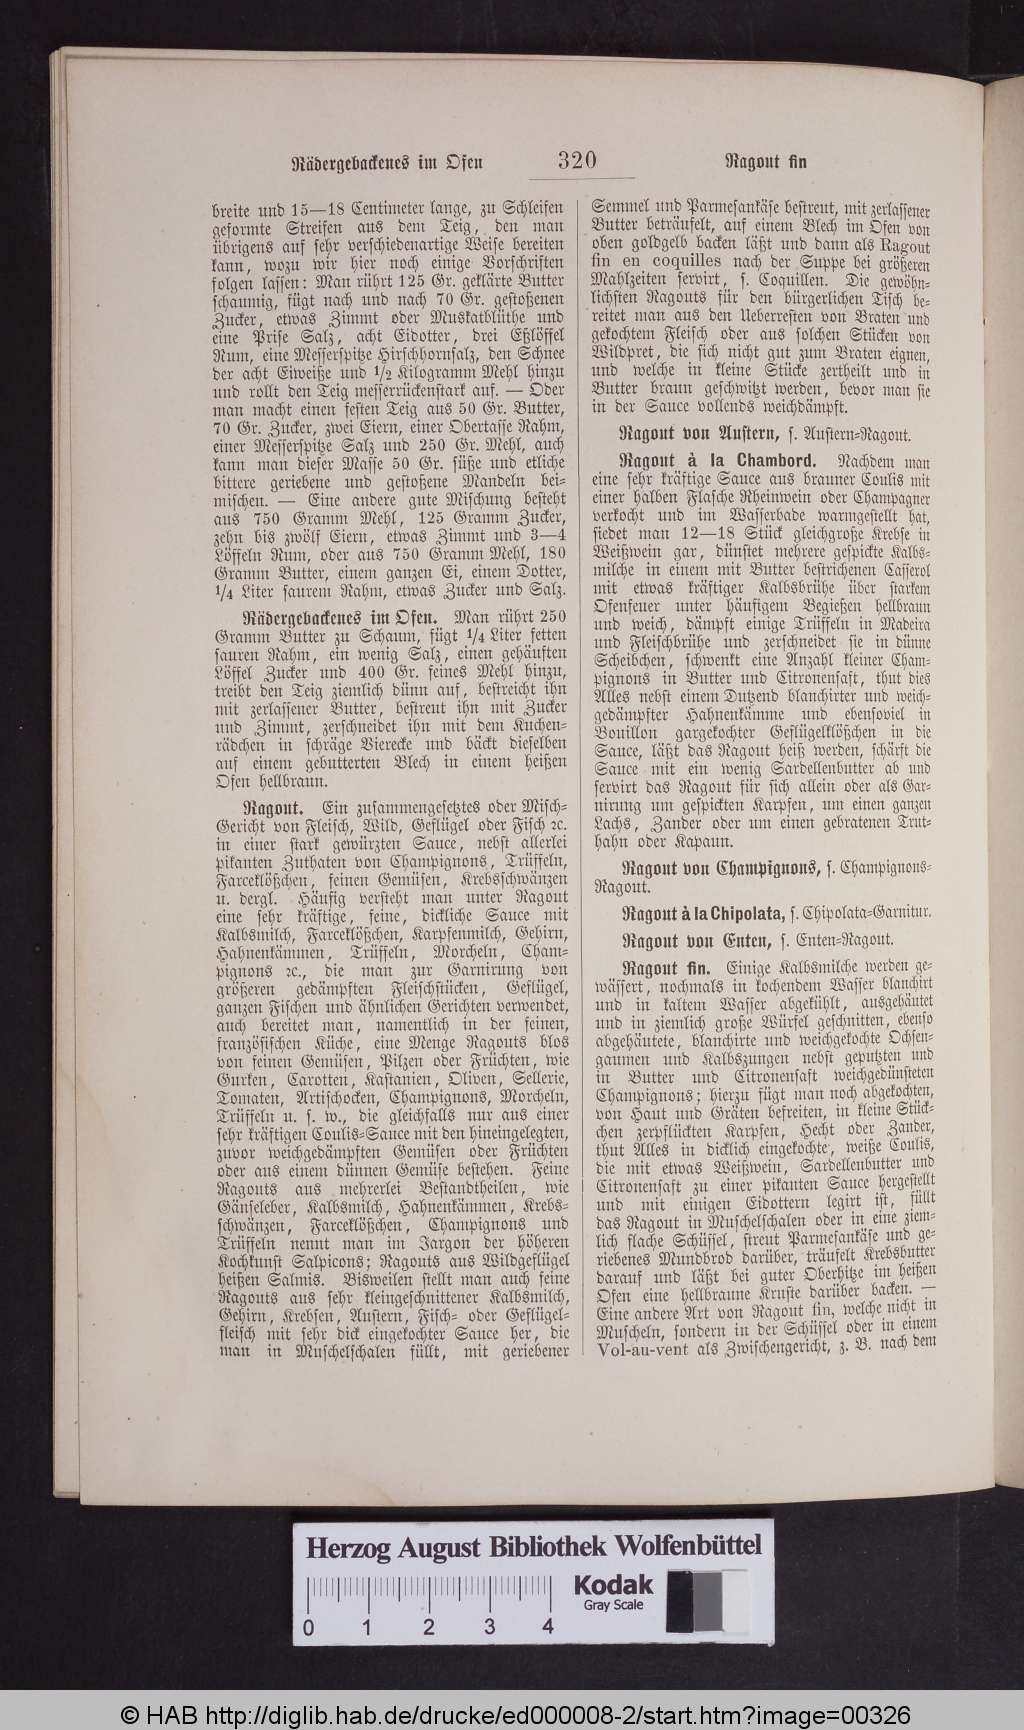 Rädergebackenes im Ofen 320 Ragout fin
breite und 15—18 Centimeter lange, zu Schleifen
geformte Streifen aus dem Teig, den man
übrigens auf sehr verschiedenartige Weise bereiten
kann, wozu wir hier noch einige Vorschriften
folgen lassen: Man rührt 125 Gr. geklärte Butter
schaumig, fügt nach und nach 70 Gr. gestoßenen
Zucker, etwas Zimmt oder Muskatblüthe und
eine Prise Salz, acht Eidotter, drei Eßlöffel
Rum, eine Messerspitze Hirschhornsalz, den Schnee
der acht Eiweiße und 1/2 Kilogramm Mehl hinzu
und rollt den Teig messerrückenstark auf. — Oder
man macht einen festen Teig aus 50 Gr. Butter,
70 Gr. Zucker, zwei Eiern, einer Obertasse Rahm,
einer Messerspitze Salz und 250 Gr. Mehl, auch
kann man dieser Masse 50 Gr. süße und etliche
bittere geriebene und gestoßene Mandeln bei-
mischen. — Eine andere gute Mischung besteht
aus 750 Gramm Mehl, 125 Gramm Zucker,
zehn bis zwölf Eiern, etwas Zimmt und 3—4
Löffeln Rum, oder aus 750 Gramm Mehl, 180
Gramm Butter, einem ganzen Ei, einem Dotter,
1/4 Liter saurem Rahm, etwas Zucker und Salz.
Rädergebackenes im Ofen. Man rührt 250
Gramm Butter zu Schaum, fügt 1/4 Liter fetten
sauren Rahm, ein wenig Salz, einen gehäuften
Löffel Zucker und 400 Gr. feines Mehl hinzu,
treibt den Teig ziemlich dünn auf, bestreicht ihn
mit zerlassener Butter, bestreut ihn mit Zucker
und Zimmt, zerschneidet ihn mit dem Kuchen-
rädchen in schräge Vierecke und bäckt dieselben
auf einem gebutterten Blech in einem heißen
Ofen hellbraun.
Ragout. Ein zusammengesetztes oder Misch-
Gericht von Fleisch, Wild, Geflügel oder Fisch ꝛc.
in einer stark gewürzten Sauce, nebst allerlei
pikanten Zuthaten von Champignons, Trüffeln,
Farceklößchen, feinen Gemüsen, Krebsschwänzen
u. dergl. Häufig versteht man unter Ragout
eine sehr kräftige, feine, dickliche Sauce mit
Kalbsmilch, Farceklößchen, Karpfenmilch, Gehirn,
Hahnenkämmen, Trüffeln, Morcheln, Cham-
pignons ꝛc., die man zur Garnirung von
größeren gedämpften Fleischstücken, Geflügel,
ganzen Fischen und ähnlichen Gerichten verwendet,
auch bereitet man, namentlich in der feinen,
französischen Küche, eine Menge Ragouts blos
von feinen Gemüsen, Pilzen oder Früchten, wie
Gurken, Carotten, Kastanien, Oliven, Sellerie,
Tomaten, Artischocken, Champignons, Morcheln,
Trüffeln u. s. w., die gleichfalls nur aus einer
sehr kräftigen Coulis-Sauce mit den hineingelegten,
zuvor weichgedämpften Gemüsen oder Früchten
oder aus einem dünnen Gemüse bestehen. Feine
Ragouts aus mehrerlei Bestandtheilen, wie
Gänseleber, Kalbsmilch, Hahnenkämmen, Krebs-
schwänzen, Farceklößchen, Champignons und
Trüffeln nennt man im Jargon der höheren
Kochkunst Salpicons; Ragouts aus Wildgeflügel
heißen Salmis. Bisweilen stellt man auch feine
Ragouts aus sehr kleingeschnittener Kalbsmilch,
Gehirn, Krebsen, Austern, Fisch- oder Geflügel-
fleisch mit sehr dick eingekochter Sauce her, die
man in Muschelschalen füllt, mit geriebener
Semmel und Parmesankäse bestreut, mit zerlassener
Butter beträufelt, auf einem Blech im Ofen von
oben goldgelb backen läßt und dann als Ragout
fin en coquilles nach der Suppe bei größeren
Mahlzeiten servirt, s. Coquillen. Die gewöhn-
lichsten Ragouts für den bürgerlichen Tisch be-
reitet man aus den Ueberresten von Braten und
gekochtem Fleisch oder aus solchen Stücken von
Wildpret, die sich nicht gut zum Braten eignen,
und welche in kleine Stücke zertheilt und in
Butter braun geschwitzt werden, bevor man sie
in der Sauce vollends weichdämpft.
Ragout von Austern, s. Austern-Ragout.
Ragout à la Chambord. Nachdem man
eine sehr kräftige Sauce aus brauner Coulis mit
einer halben Flasche Rheinwein oder Champagner
verkocht und im Wasserbade warmgestellt hat,
siedet man 12—18 Stück gleichgroße Krebse in
Weißwein gar, dünstet mehrere gespickte Kalbs-
milche in einem mit Butter bestrichenen Casserol
mit etwas kräftiger Kalbsbrühe über starkem
Ofenfeuer unter häufigem Begießen hellbraun
und weich, dämpft einige Trüffeln in Madeira
und Fleischbrühe und zerschneidet sie in dünne
Scheibchen, schwenkt eine Anzahl kleiner Cham-
pignons in Butter und Citronensaft, thut dies
Alles nebst einem Dutzend blanchirter und weich-
gedämpfter Hahnenkämme und ebensoviel in
Bouillon gargekochter Geflügelklößchen in die
Sauce, läßt das Ragout heiß werden, schärft die
Sauce mit ein wenig Sardellenbutter ab und
servirt das Ragout für sich allein oder als Gar-
nirung um gespickten Karpfen, um einen ganzen
Lachs, Zander oder um einen gebratenen Trut-
hahn oder Kapaun.
Ragout von Champignons, s. Champignons-
Ragout.
Ragout à la Chipolata, s. Chipolata-Garnitur.
Ragout von Enten, s. Enten-Ragout.
Ragout fin. Einige Kalbsmilche werden ge-
wässert, nochmals in kochendem Wasser blanchirt
und in kaltem Wasser abgekühlt, ausgehäutet
und in ziemlich große Würfel geschnitten, ebenso
abgehäutete, blanchirte und weichgekochte Ochsen-
gaumen und Kalbszungen nebst geputzten und
in Butter und Citronensaft weichgedünsteten
Champignons; hierzu fügt man noch abgekochten,
von Haut und Gräten befreiten, in kleine Stück-
chen zerpflückten Karpfen, Hecht oder Zander,
thut Alles in dicklich eingekochte, weiße Coulis,
die mit etwas Weißwein, Sardellenbutter und
Citronensaft zu einer pikanten Sauce hergestellt
und mit einigen Eidottern legirt ist, füllt
das Ragout in Muschelschalen oder in eine ziem-
lich flache Schüssel, streut Parmesankäse und ge-
riebenes Mundbrod darüber, träufelt Krebsbutter
darauf und läßt bei guter Oberhitze im heißen
Ofen eine hellbraune Kruste darüber backen. —
Eine andere Art von Ragout fin, welche nicht in
Muscheln, sondern in der Schüssel oder in einem
Vol-au-vent als Zwischengericht, z. B. nach dem
Herzog August Bibliothek Wolfenbüttel
0 1 2 3 4
Kodak
Gray Scale
© HAB http://diglib.hab.de/drucke/ed000008-2/start.htm?image=00326